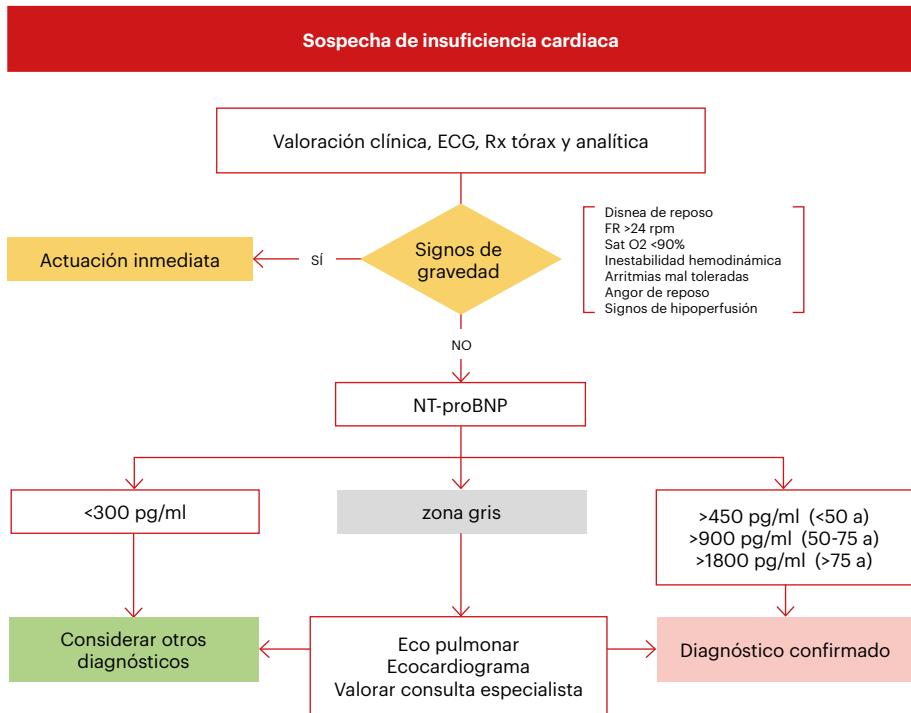 Sospecha de insuficiencia cardiaca
Valoración clínica, ECG, Rx tórax y analítica
Signos de
gravedad
Disnea de reposo
FR >24 rpm
Sat O2 <90%
Inestabilidad hemodinámica
Arritmias mal toleradas
Angor de reposo
Signos de hipoperfusión
SÍ
Actuación inmediata
NO
NT-proBNP
<300 pg/ml
zona gris
>450 pg/ml (<50 a)
>900 pg/ml (50-75 a)
>1800 pg/ml (>75 a)
Considerar otros
diagnósticos
Eco pulmonar
Ecocardiograma
Valorar consulta especialista
Diagnóstico confirmado